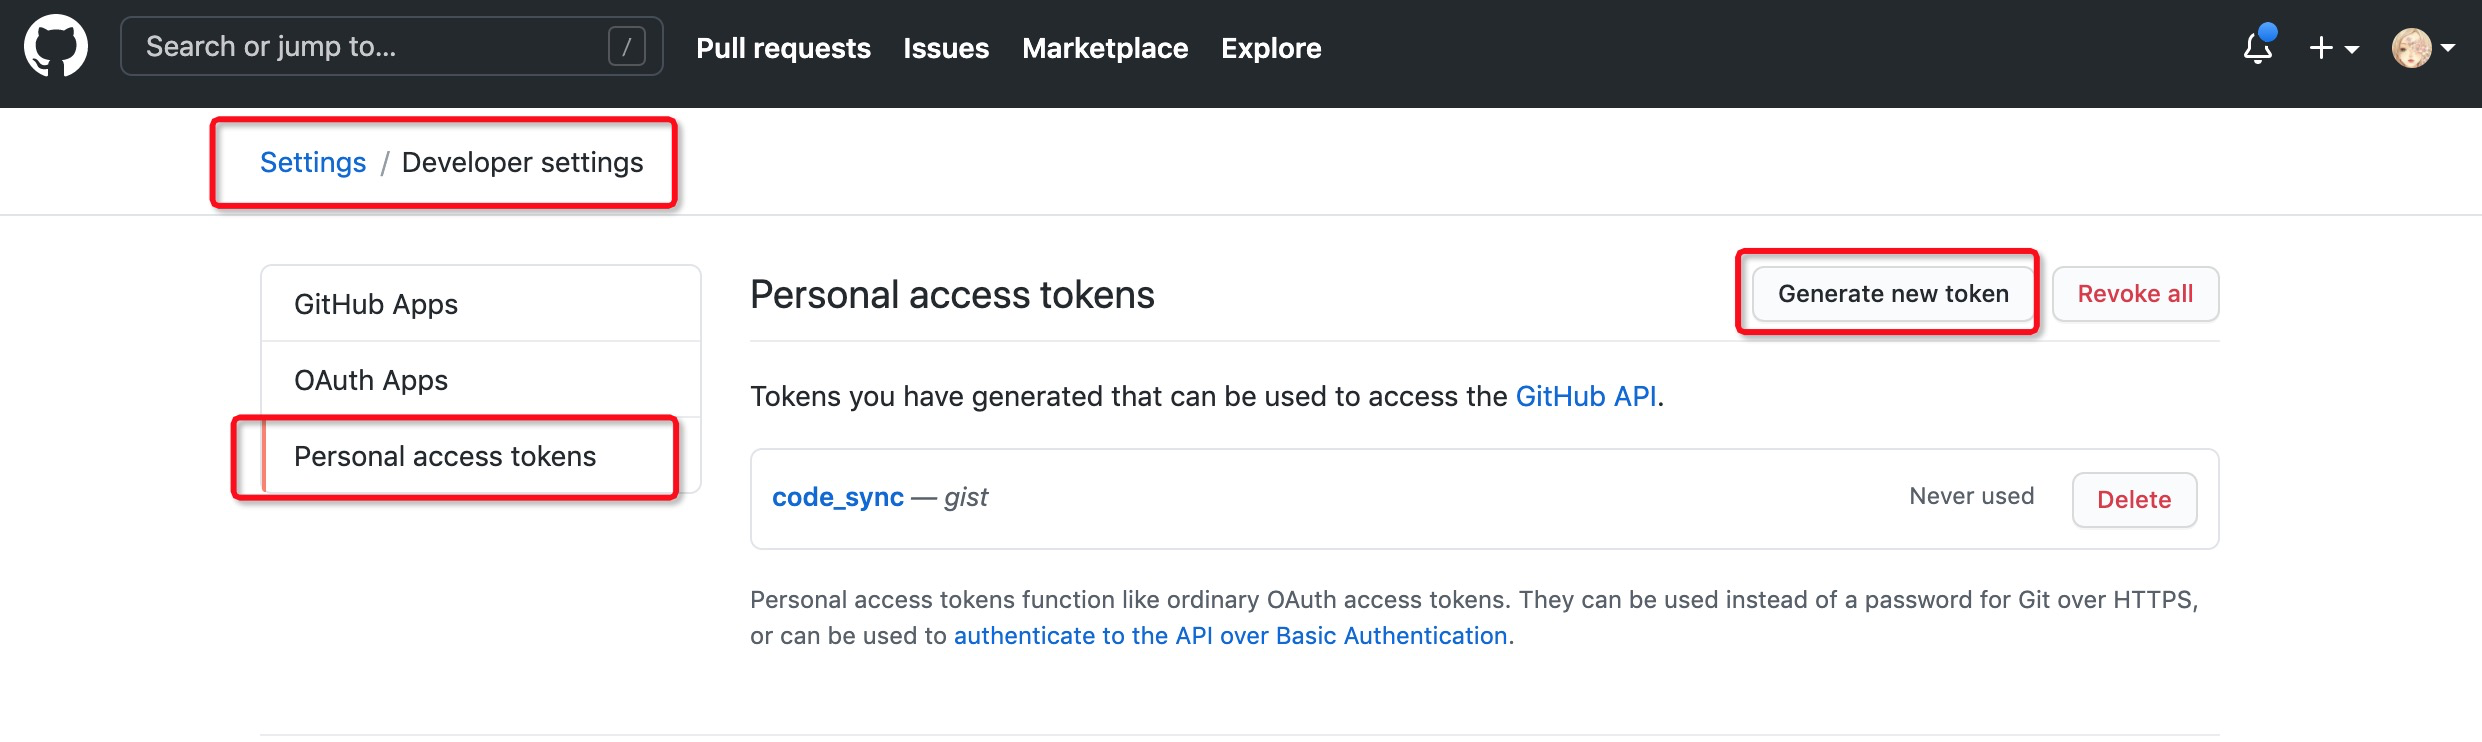 Search or jump to... /
Pull requests Issues Marketplace Explore
Settings / Developer settings
GitHub Apps
OAuth Apps
Personal access tokens
Personal access tokens
Generate new token Revoke all
Tokens you have generated that can be used to access the GitHub API.
code_sync — gist Never used Delete
Personal access tokens function like ordinary OAuth access tokens. They can be used instead of a password for Git over HTTPS,
or can be used to authenticate to the API over Basic Authentication.